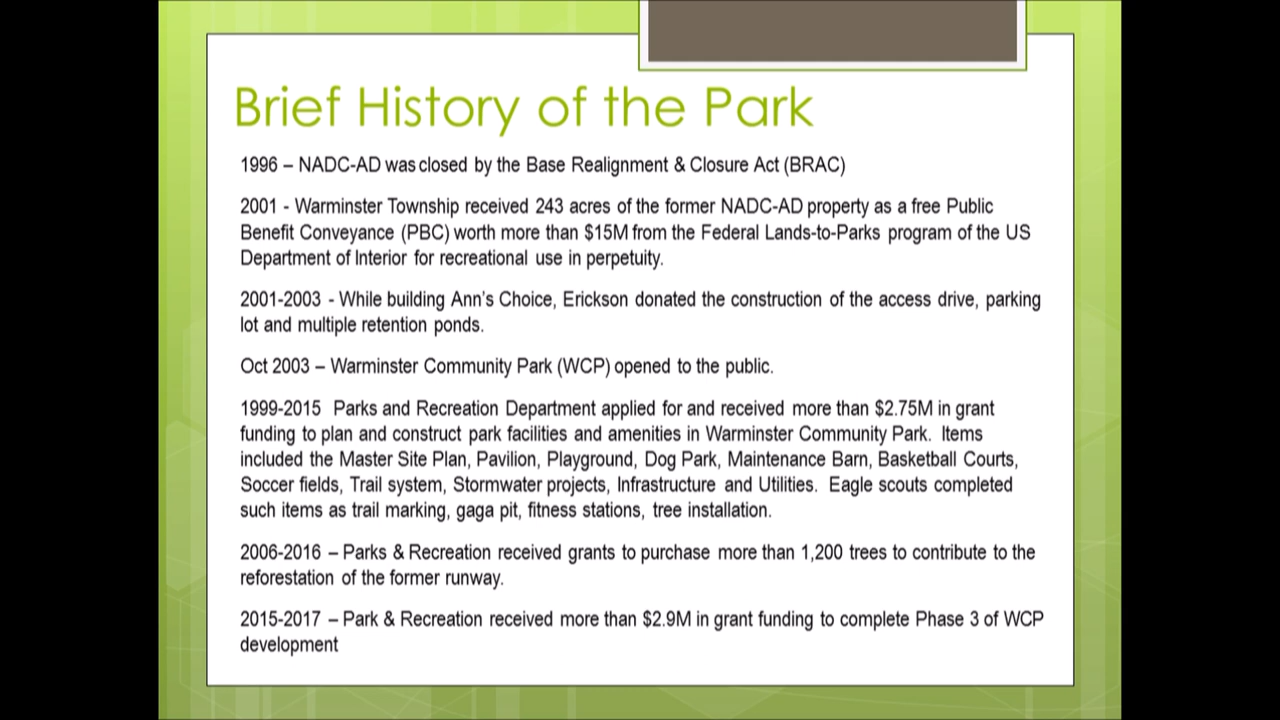 Brief History of the Park
1996 – NADC-AD was closed by the Base Realignment & Closure Act (BRAC)
2001 - Warminster Township received 243 acres of the former NADC-AD property as a free Public
Benefit Conveyance (PBC) worth more than $15M from the Federal Lands-to-Parks program of the US
Department of Interior for recreational use in perpetuity.
2001-2003 - While building Ann's Choice, Erickson donated the construction of the access drive, parking
lot and multiple retention ponds.
Oct 2003 – Warminster Community Park (WCP) opened to the public.
1999-2015 Parks and Recreation Department applied for and received more than $2.75M in grant
funding to plan and construct park facilities and amenities in Warminster Community Park. Items
included the Master Site Plan, Pavilion, Playground, Dog Park, Maintenance Barn, Basketball Courts,
Soccer fields, Trail system, Stormwater projects, Infrastructure and Utilities. Eagle scouts completed
such items as trail marking, gaga pit, fitness stations, tree installation.
2006-2016 – Parks & Recreation received grants to purchase more than 1,200 trees to contribute to the
reforestation of the former runway.
2015-2017 – Park & Recreation received more than $2.9M in grant funding to complete Phase 3 of WCP
development